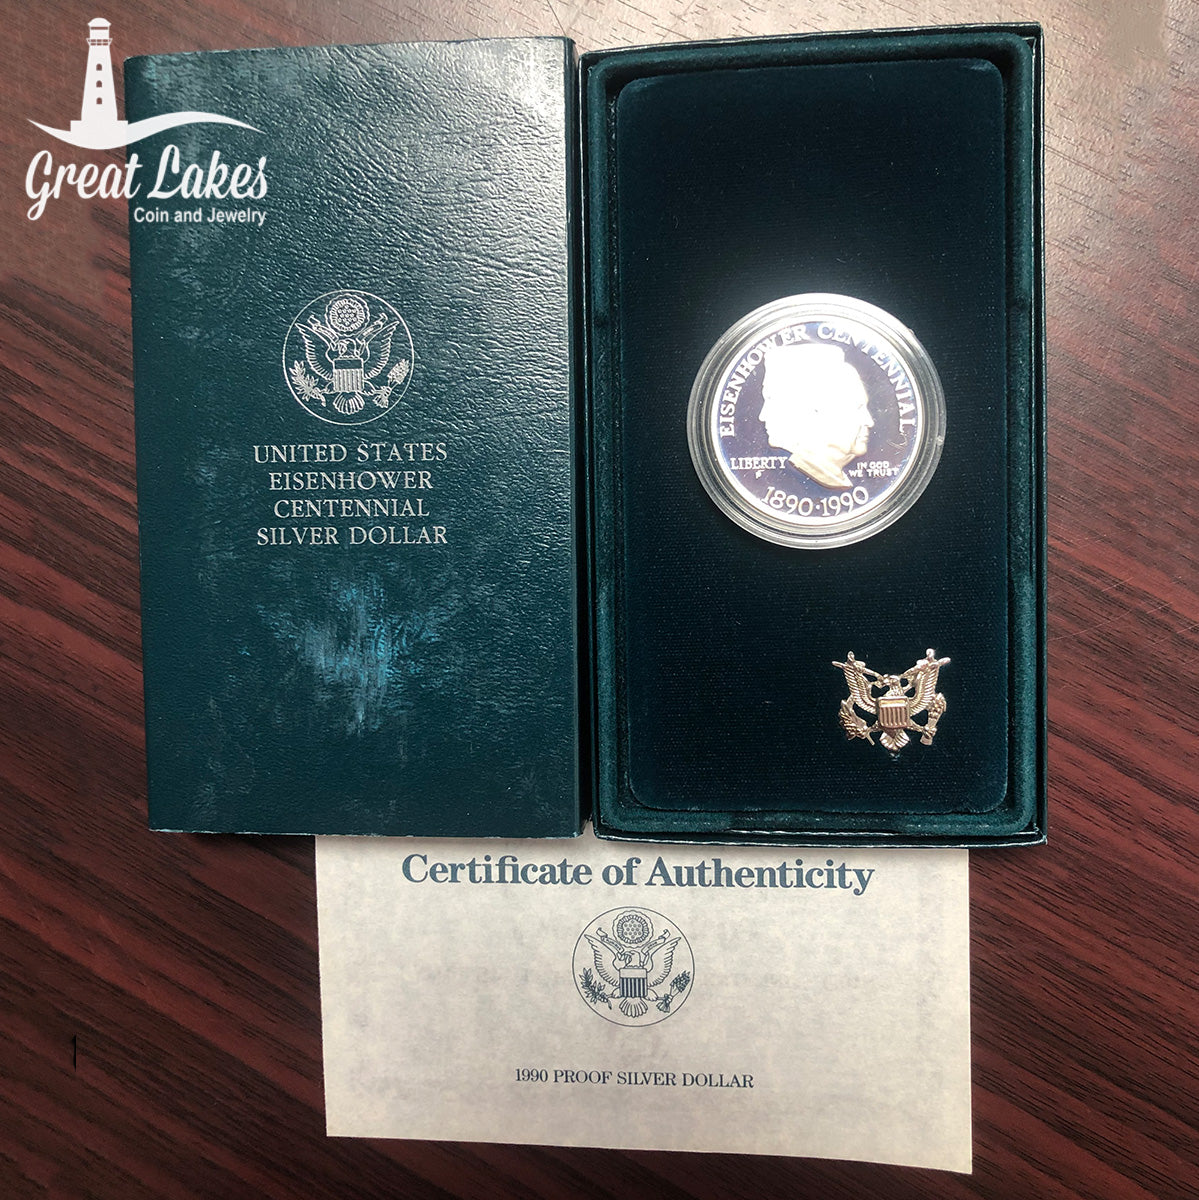 Great Lakes
Coin and Jewelry
UNITED STATES
EISENHOWER
CENTENNIAL
SILVER DOLLAR
EISENHOWER CENTENNIAL
LIBERTY
IN GOD
WE TRUST
1890·1990
Certificate of Authenticity
1990 PROOF SILVER DOLLAR